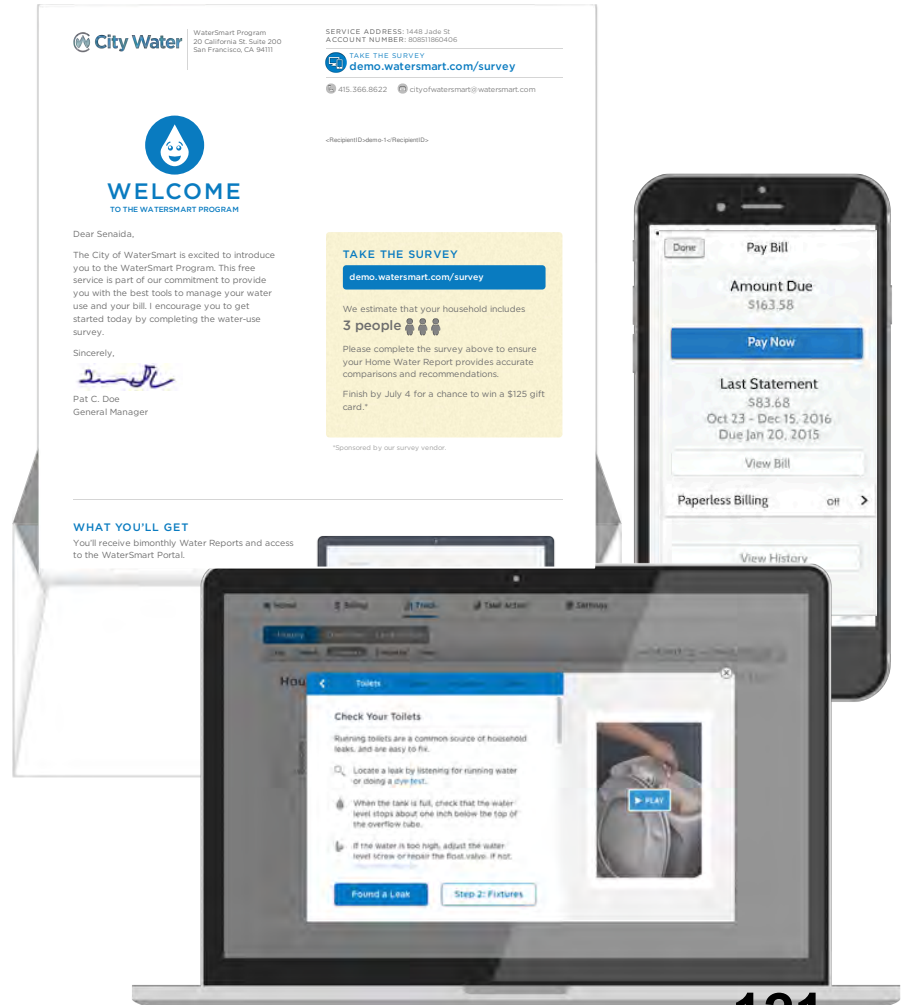 City Water
WaterSmart Program
20 California St. Suite 200
San Francisco, CA 94111
SERVICE ADDRESS: 1448 Jade St
ACCOUNT NUMBER: 808511860406
TAKE THE SURVEY
demo.watersmart.com/survey
415.366.8622 cityofwatersmart@watersmart.com
<RecipientID>demo-1</RecipientID>
WELCOME
TO THE WATERSMART PROGRAM
Dear Senaida,
The City of WaterSmart is excited to introduce
you to the WaterSmart Program. This free
service is part of our commitment to provide
you with the best tools to manage your water
use and your bill. I encourage you to get
started today by completing the water-use
survey.
Sincerely,
Pat C. Doe
General Manager
TAKE THE SURVEY
demo.watersmart.com/survey
We estimate that your household includes
3 people
Please complete the survey above to ensure
your Home Water Report provides accurate
comparisons and recommendations.
Finish by July 4 for a chance to win a $125 gift
card.*
*Sponsored by our survey vendor.
WHAT YOU'LL GET
You'll receive bimonthly Water Reports and access
to the WaterSmart Portal.
Done Pay Bill
Amount Due
$163.58
Pay Now
Last Statement
$83.68
Oct 23 - Dec 15, 2016
Due Jan 20, 2015
View Bill
Paperless Billing Off
View History
Home Billing Track Take Action Settings
Hou
Toilets
Check Your Toilets
Running toilets are a common source of household
leaks, and are easy to fix.
Locate a leak by listening for running water
or doing a dye test.
When the tank is full, check that the water
level stops about one inch below the top of
the overflow tube.
If the water is too high, adjust the water
level screw or repair the float valve. If not,
PLAY
Found a Leak
Step 2: Fixtures